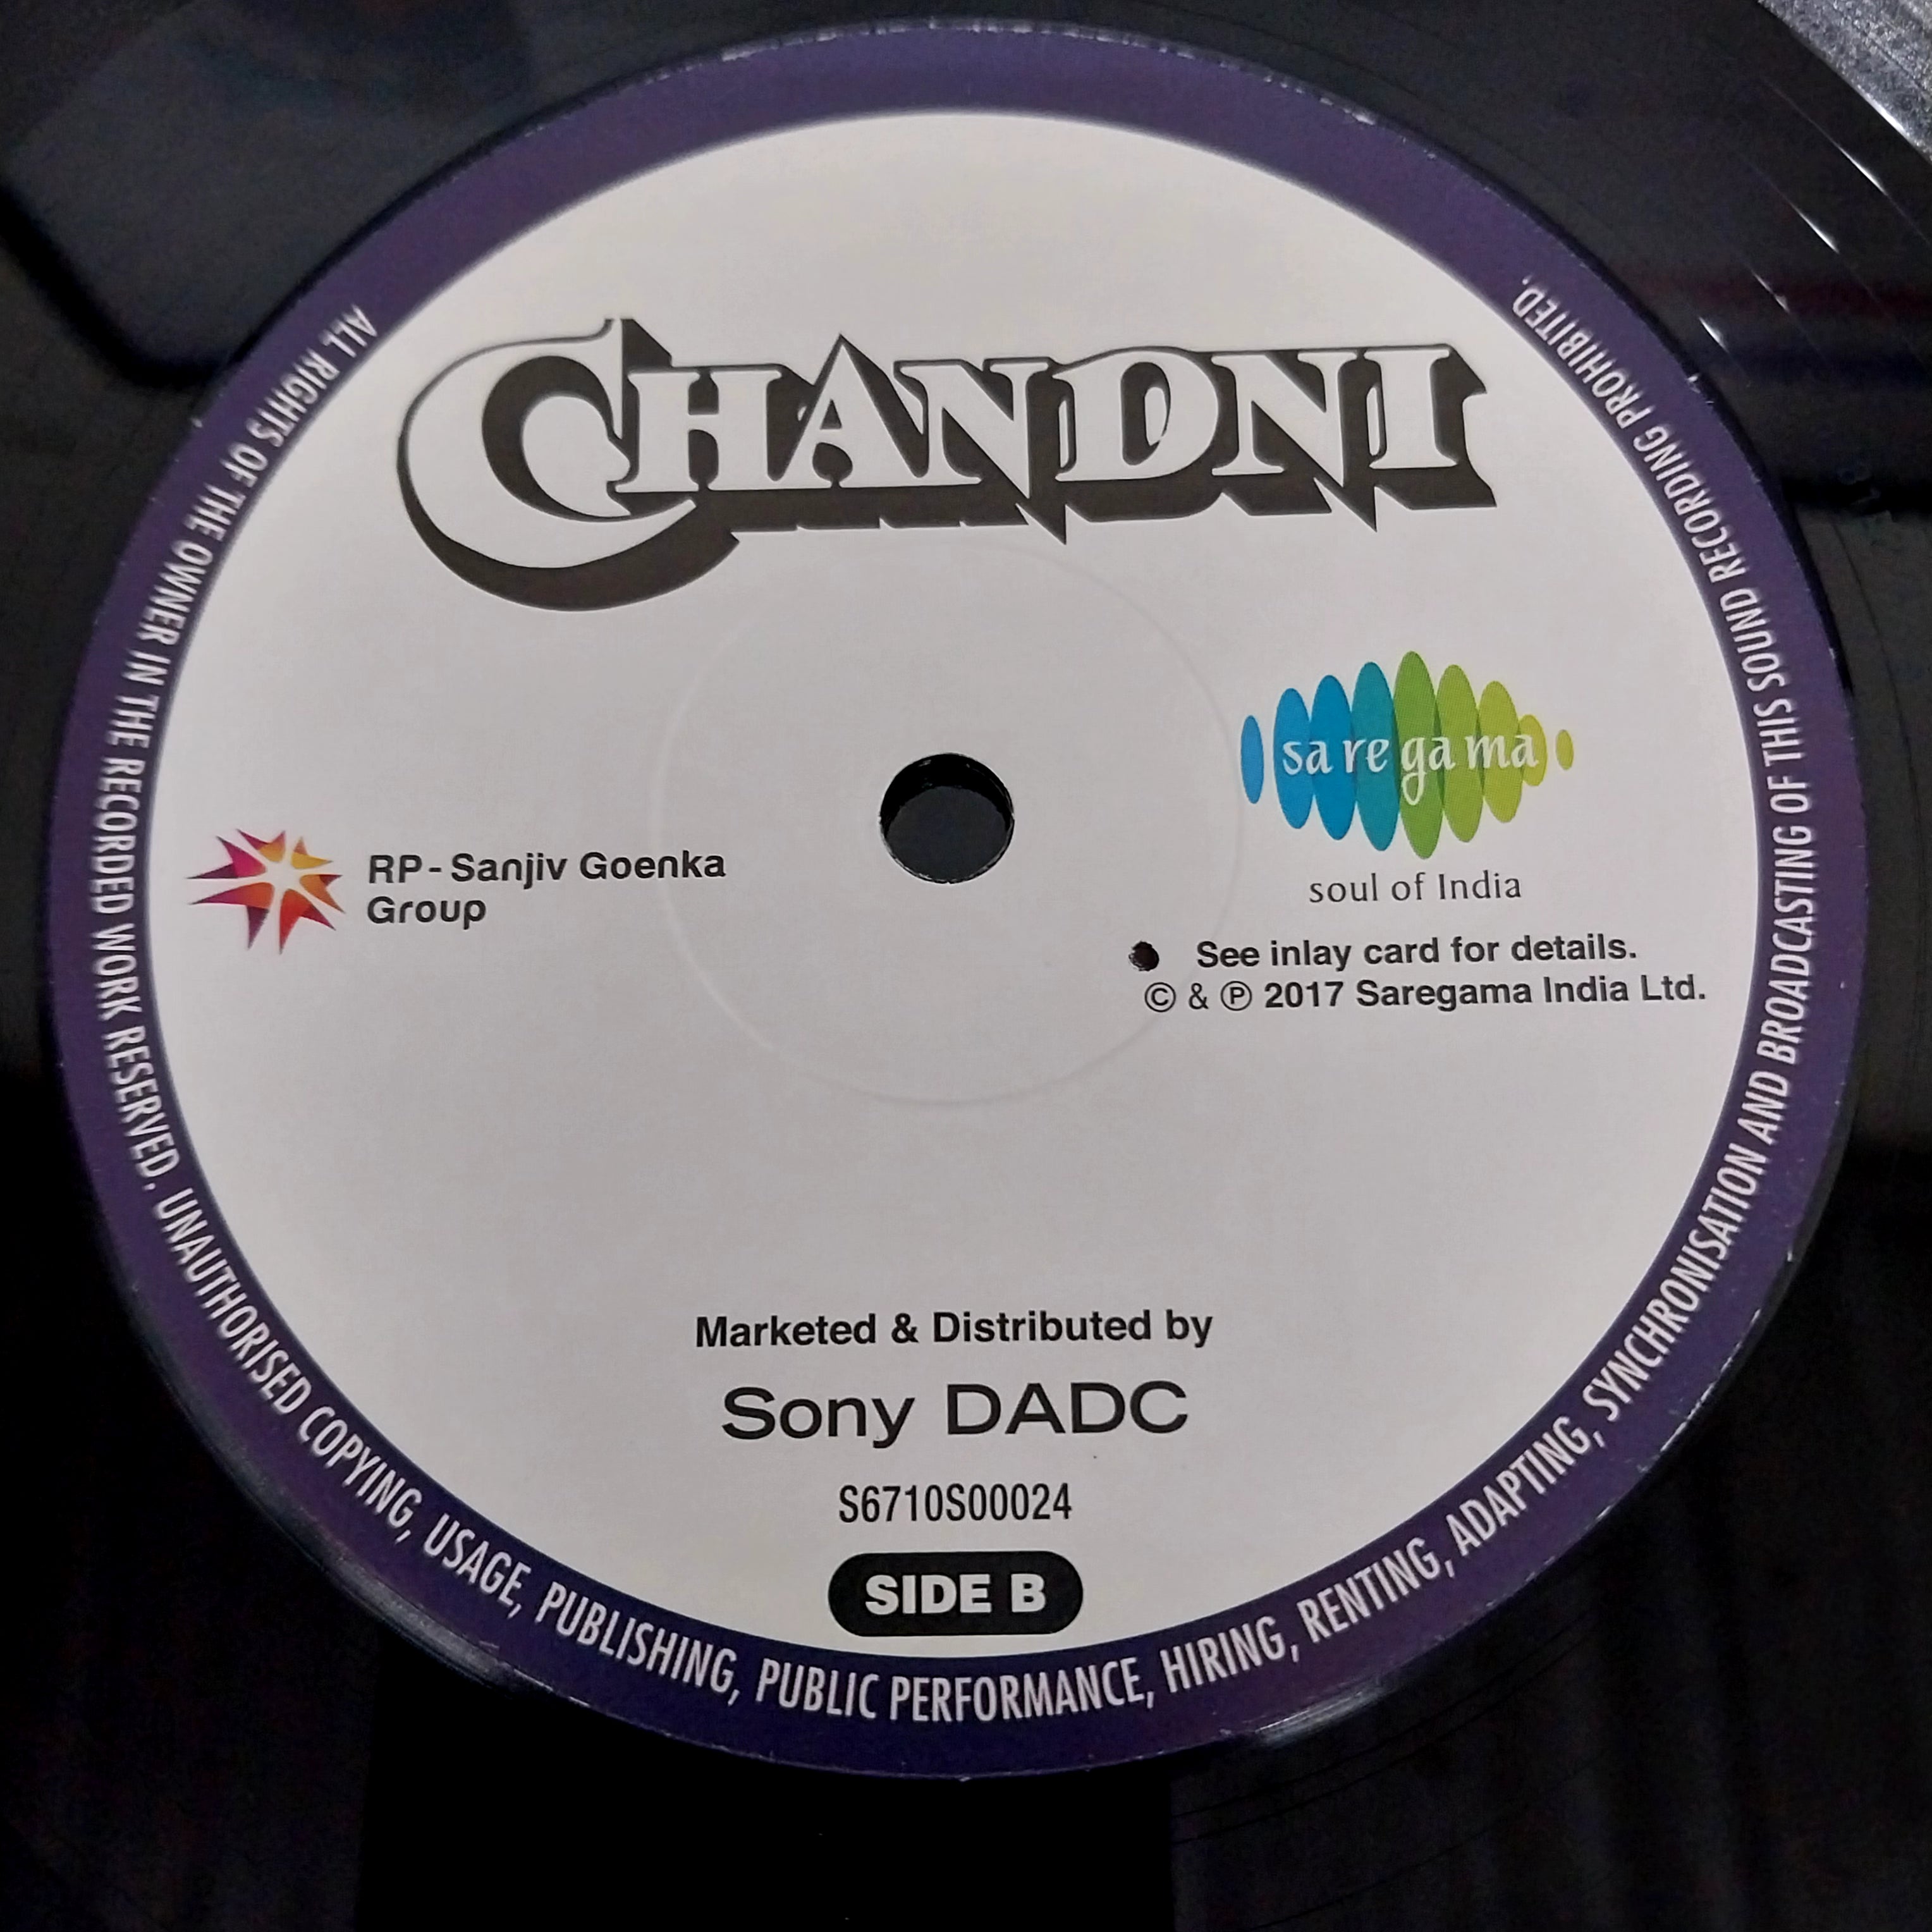 CHANDNI
sa re ga ma
soul of India
RP-Sanjiv Goenka
Group
See inlay card for details.
© & ℗ 2017 Saregama India Ltd.
Marketed & Distributed by
Sony DADC
S6710S00024
SIDE B
ALL RIGHTS OF THE OWNER IN THE RECORDED WORK RESERVED. UNAUTHORISED COPYING, USAGE, PUBLISHING, PUBLIC PERFORMANCE, HIRING, RENTING, ADAPTING, SYNCHRONISATION AND BROADCASTING OF THIS SOUND RECORDING PROHIBITED.